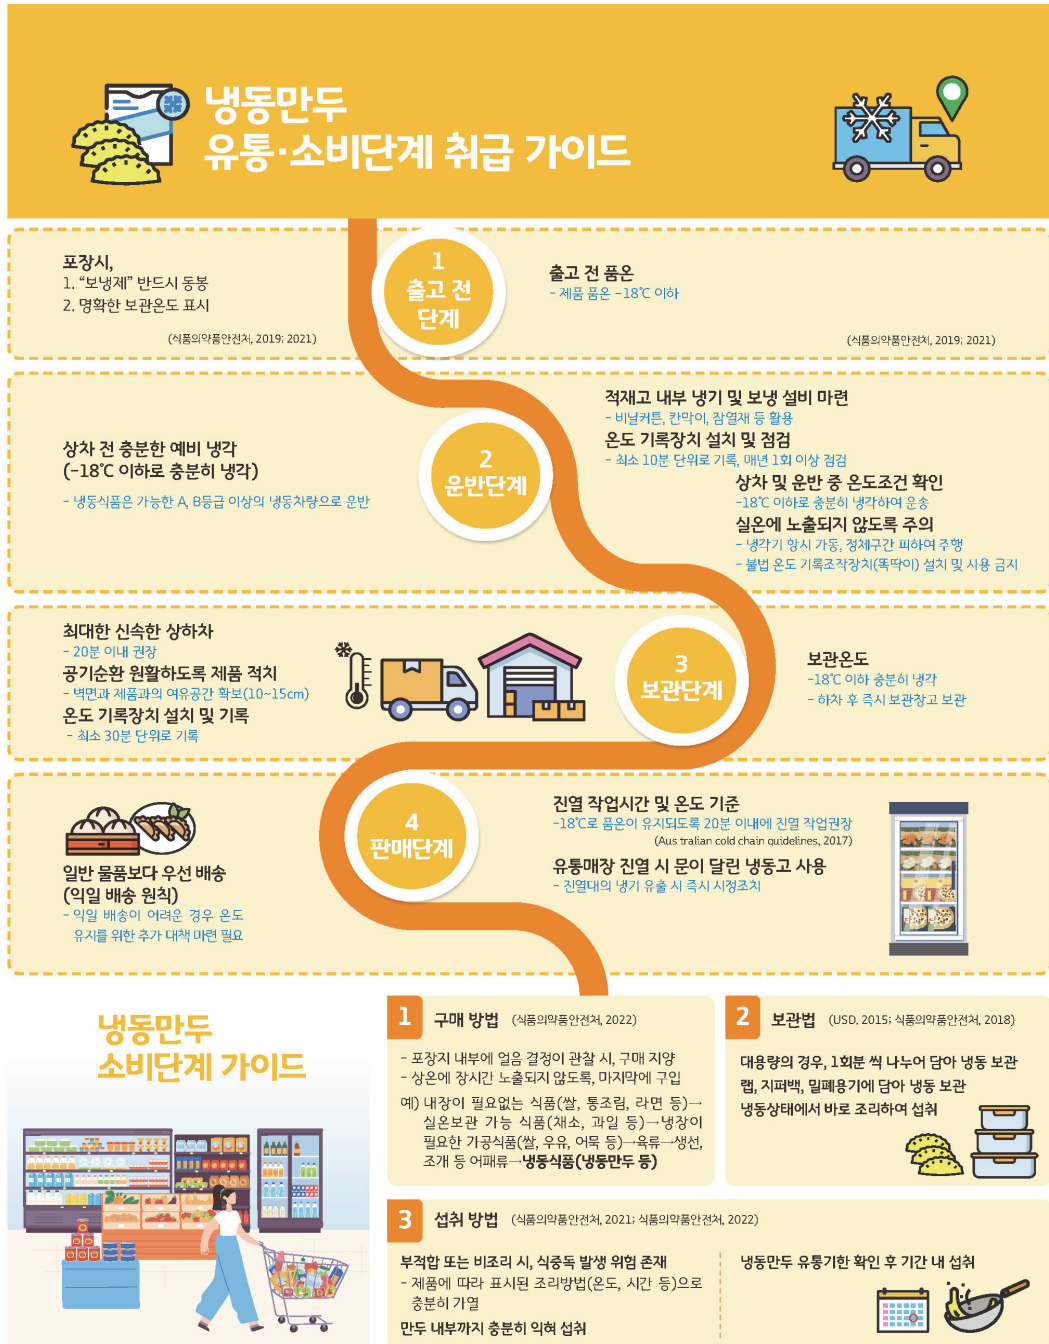 냉동만두
유통·소비단계 취급 가이드
포장시,
1. “보냉제” 반드시 동봉
2. 명확한 보관온도 표시
(식품의약품안전처, 2019; 2021)
1
출고 전
단계
출고 전 품온
- 제품 품온 -18℃ 이하
(식품의약품안전처, 2019; 2021)
상차 전 충분한 예비 냉각
(-18℃ 이하로 충분히 냉각)
- 냉동식품은 가능한 A, B등급 이상의 냉동차량으로 운반
2
운반단계
적재고 내부 냉기 및 보냉 설비 마련
- 비닐커튼, 칸막이, 잠열재 등 활용
온도 기록장치 설치 및 점검
- 최소 10분 단위로 기록, 매년 1회 이상 점검
상차 및 운반 중 온도조건 확인
-18℃ 이하로 충분히 냉각하여 운송
실온에 노출되지 않도록 주의
- 냉각기 항시 가동, 정체구간 피하여 주행
- 불법 온도 기록조작장치(똑딱이) 설치 및 사용 금지
최대한 신속한 상하차
- 20분 이내 권장
공기순환 원활하도록 제품 적치
- 벽면과 제품과의 여유공간 확보(10~15cm)
온도 기록장치 설치 및 기록
- 최소 30분 단위로 기록
3
보관단계
보관온도
-18℃ 이하 충분히 냉각
- 하차 후 즉시 보관창고 보관
일반 물품보다 우선 배송
(익일 배송 원칙)
- 익일 배송이 어려운 경우 온도
유지를 위한 추가 대책 마련 필요
4
판매단계
진열 작업시간 및 온도 기준
-18℃로 품온이 유지되도록 20분 이내에 진열 작업권장
(Aus tralian cold chain guidelines, 2017)
유통매장 진열 시 문이 달린 냉동고 사용
- 진열대의 냉기 유출 시 즉시 시정조치
냉동만두
소비단계 가이드
1 구매 방법 (식품의약품안전처, 2022)
- 포장지 내부에 얼음 결정이 관찰 시, 구매 지양
- 상온에 장시간 노출되지 않도록, 마지막에 구입
예) 내장이 필요없는 식품(쌀, 통조림, 라면 등)→
실온보관 가능 식품(채소, 과일 등)→냉장이
필요한 가공식품(쌀, 우유, 어묵 등)→육류→생선,
조개 등 어패류→냉동식품(냉동만두 등)
2 보관법 (USD, 2015; 식품의약품안전처, 2018)
대용량의 경우, 1회분 씩 나누어 담아 냉동 보관
랩, 지퍼백, 밀폐용기에 담아 냉동 보관
냉동상태에서 바로 조리하여 섭취
3 섭취 방법 (식품의약품안전처, 2021; 식품의약품안전처, 2022)
부적합 또는 비조리 시, 식중독 발생 위험 존재
- 제품에 따라 표시된 조리방법(온도, 시간 등)으로
충분히 가열
만두 내부까지 충분히 익혀 섭취
냉동만두 유통기한 확인 후 기간 내 섭취